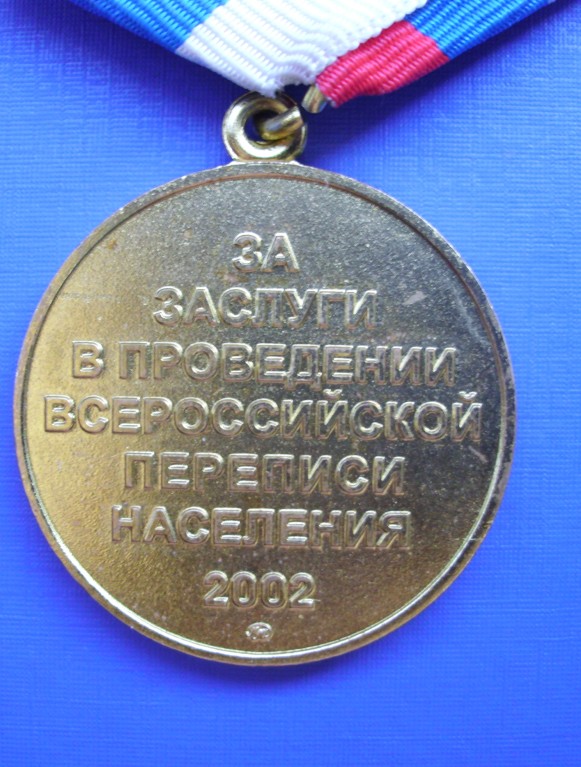 ЗА
ЗАСЛУГИ
В ПРОВЕДЕНИИ
ВСЕРОССИЙСКОЙ
ПЕРЕПИСИ
НАСЕЛЕНИЯ
2002